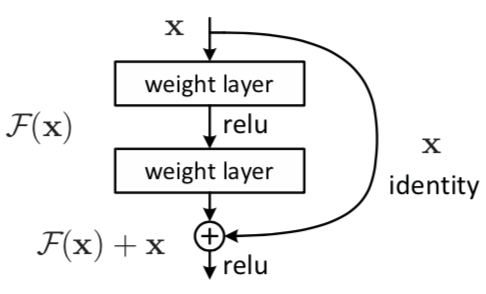 x
weight layer
relu
F(x)
x
weight layer
identity
F(x) + x
relu